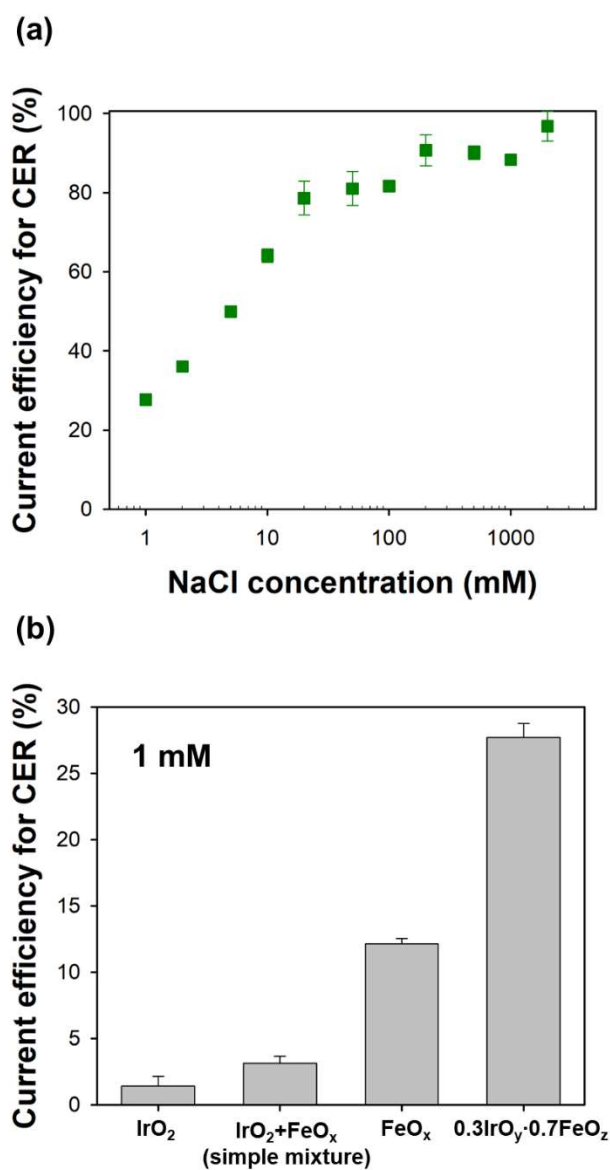 (a)
Current efficiency for CER (%)
100
80
60
40
20
0
1 10 100 1000
NaCl concentration (mM)
(b)
Current efficiency for CER (%)
30
25
20
15
10
5
0
1 mM
IrO₂ IrO₂+FeOₓ FeOₓ 0.3IrOᵧ·0.7FeO_z
(simple mixture)